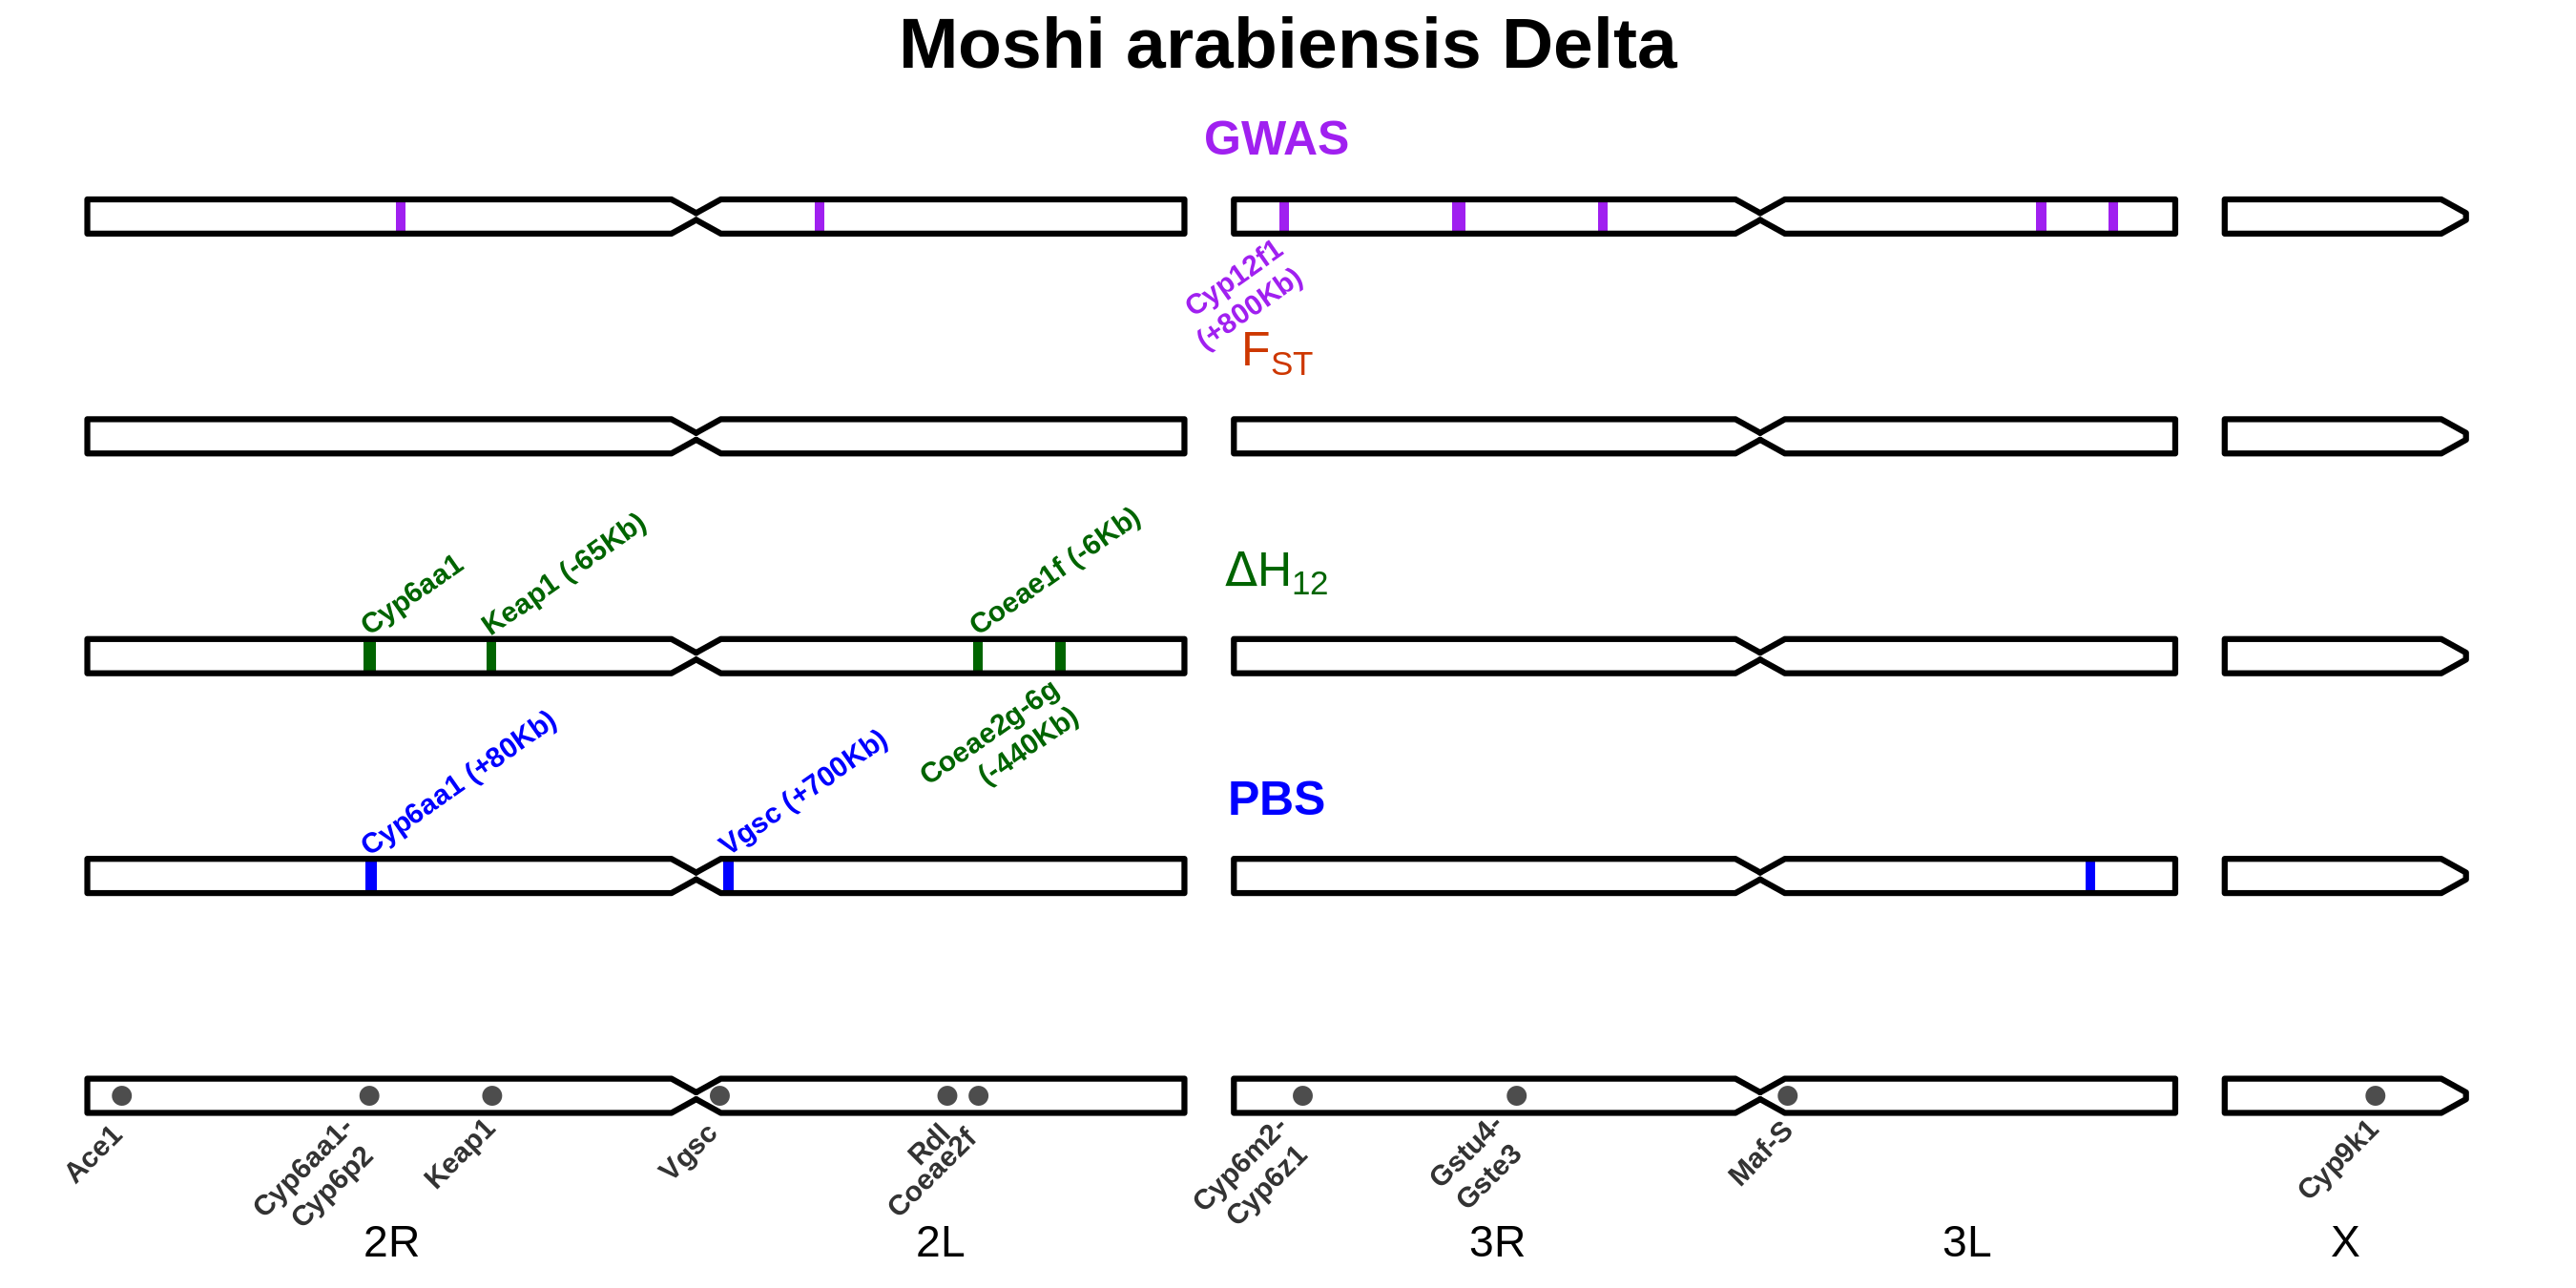 Moshi arabiensis Delta
GWAS
Cyp12f1
(+800Kb)
FST
Cyp6aa1
Keap1 (-65Kb)
Coeae1f (-6Kb)
ΔH12
Coeae2g-6g
(-440Kb)
Cyp6aa1 (+80Kb)
Vgsc (+700Kb)
PBS
Ace1
Cyp6aa1-
Cyp6p2
Keap1
Vgsc
Rdl
Coeae2f
Cyp6m2-
Cyp6z1
Gstu4-
Gste3
Maf-S
Cyp9k1
2R
2L
3R
3L
X